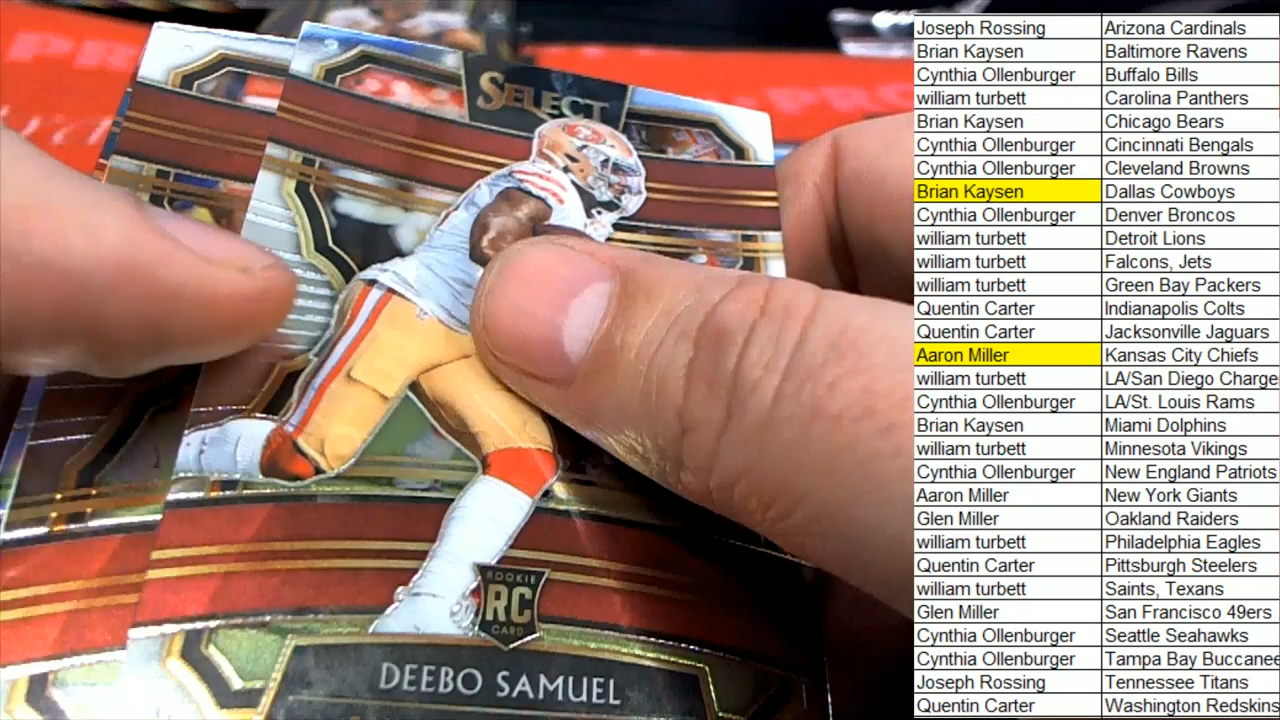 SELECT
ROOKIE
RC
CARD
DEEBO SAMUEL
Joseph Rossing Arizona Cardinals
Brian Kaysen Baltimore Ravens
Cynthia Ollenburger Buffalo Bills
william turbett Carolina Panthers
Brian Kaysen Chicago Bears
Cynthia Ollenburger Cincinnati Bengals
Cynthia Ollenburger Cleveland Browns
Brian Kaysen Dallas Cowboys
Cynthia Ollenburger Denver Broncos
william turbett Detroit Lions
william turbett Falcons, Jets
william turbett Green Bay Packers
Quentin Carter Indianapolis Colts
Quentin Carter Jacksonville Jaguars
Aaron Miller Kansas City Chiefs
william turbett LA/San Diego Charge
Cynthia Ollenburger LA/St. Louis Rams
Brian Kaysen Miami Dolphins
william turbett Minnesota Vikings
Cynthia Ollenburger New England Patriots
Aaron Miller New York Giants
Glen Miller Oakland Raiders
william turbett Philadelphia Eagles
Quentin Carter Pittsburgh Steelers
william turbett Saints, Texans
Glen Miller San Francisco 49ers
Cynthia Ollenburger Seattle Seahawks
Cynthia Ollenburger Tampa Bay Buccanee
Joseph Rossing Tennessee Titans
Quentin Carter Washington Redskins